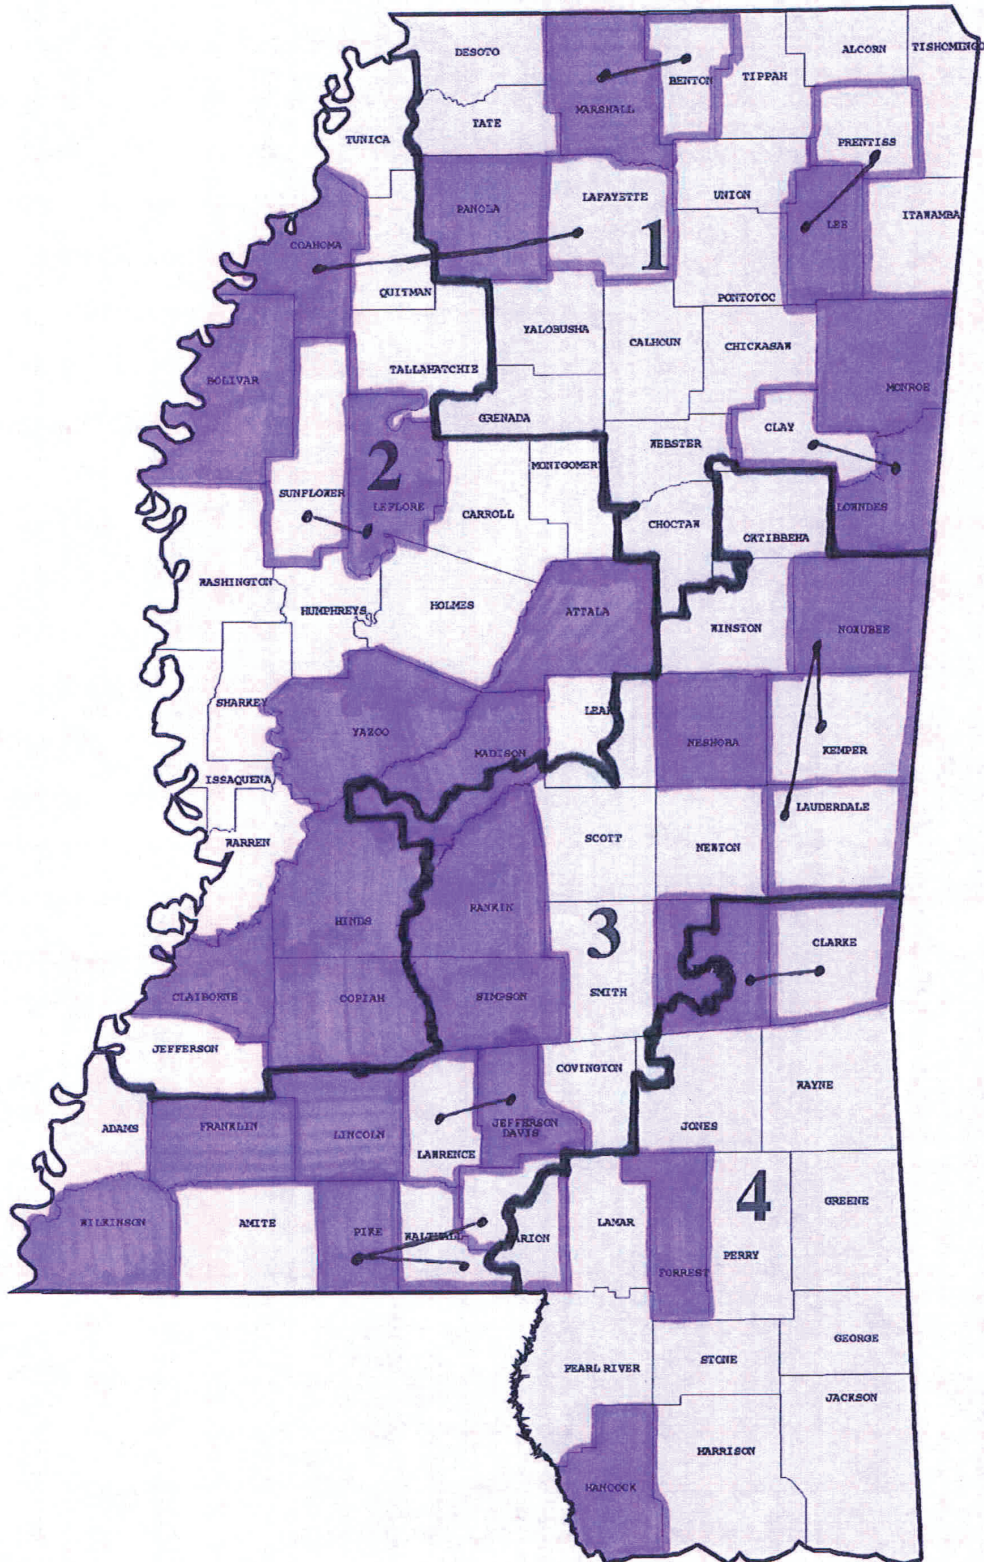 DESOTO
BENTON
TIPPAH
ALCORN
TISHOMINGO
MARSHALL
TATE
TUNICA
PRENTISS
PANOLA
LAFAYETTE
UNION
LEE
ITAWAMBA
COAHOMA
1
QUITMAN
PONTOTOC
YALOBUSHA
CALHOUN
CHICKASAW
TALLAHATCHIE
BOLIVAR
MONROE
GRENADA
CLAY
WEBSTER
2
MONTGOMER
SUNFLOWER
LEFLORE
CARROLL
LOWNDES
CHOCTAW
OKTIBBEHA
WASHINGTON
HUMPHREYS
HOLMES
ATTALA
WINSTON
NOXUBEE
SHARKEY
LEAK
YAZOO
MADISON
NESHOBA
KEMPER
ISSAQUENA
LAUDERDALE
WARREN
SCOTT
NEWTON
RANKIN
HINDS
3
CLARKE
CLAIBORNE
COPIAH
SIMPSON
SMITH
JEFFERSON
COVINGTON
WAYNE
ADAMS
FRANKLIN
LINCOLN
LAWRENCE
JEFFERSON
DAVIS
JONES
4
WILKINSON
AMITE
PIKE
WALTHALL
ARION
LAMAR
GREENE
PERRY
FORREST
GEORGE
PEARL RIVER
STONE
JACKSON
HARRISON
HANCOCK